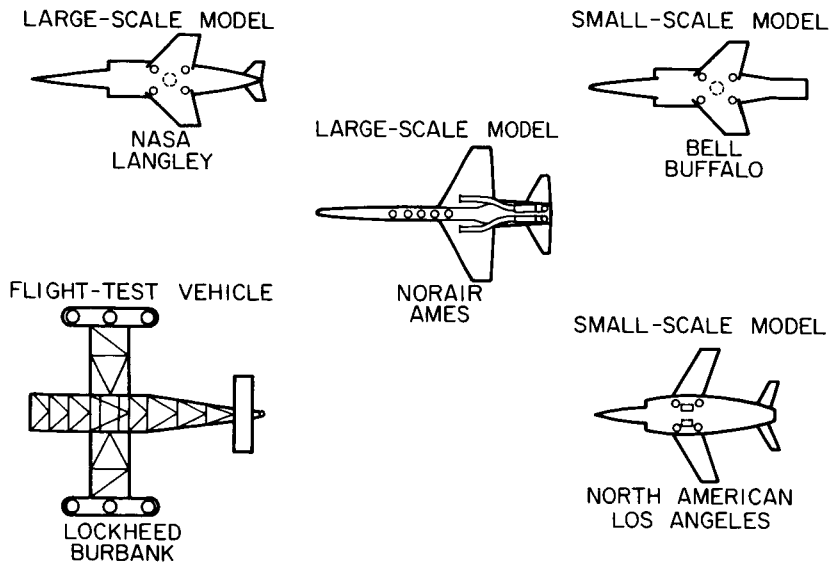 LARGE-SCALE MODEL
NASA
LANGLEY
SMALL-SCALE MODEL
BELL
BUFFALO
LARGE-SCALE MODEL
NORAIR
AMES
FLIGHT-TEST VEHICLE
LOCKHEED
BURBANK
SMALL-SCALE MODEL
NORTH AMERICAN
LOS ANGELES